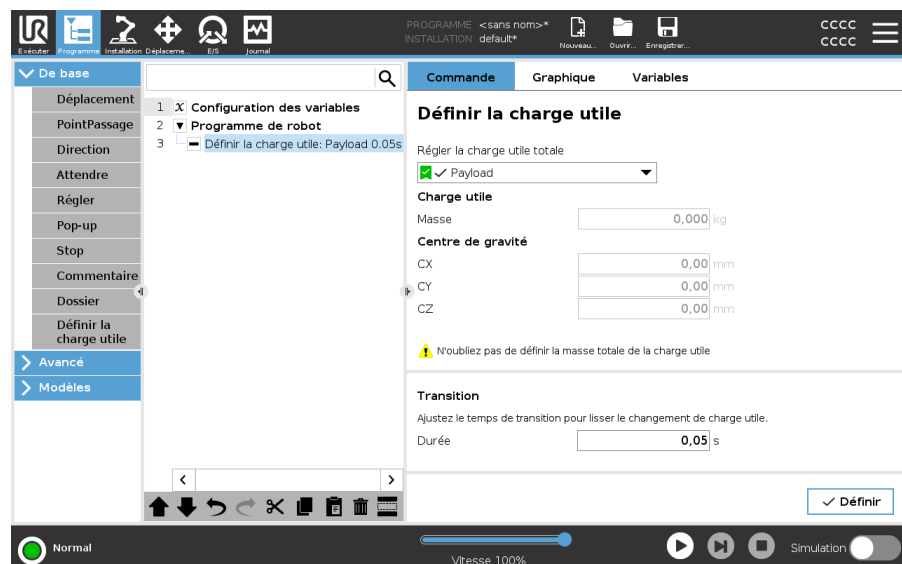 PROGRAMME <sans nom>*
INSTALLATION default*
CCCC
CCCC
Exécuter
Programme
Installation
Déplaceme...
E/S
Journal
Nouveau...
Ouvrir...
Enregistrer...
De base
Déplacement
PointPassage
Direction
Attendre
Régler
Pop-up
Stop
Commentaire
Dossier
Définir la
charge utile
Avancé
Modèles
1 X Configuration des variables
2 Programme de robot
3 Définir la charge utile: Payload 0.05s
Commande Graphique Variables
Définir la charge utile
Régler la charge utile totale
Payload
Charge utile
Masse 0,000 kg
Centre de gravité
CX 0,00 mm
CY 0,00 mm
CZ 0,00 mm
N'oubliez pas de définir la masse totale de la charge utile
Transition
Ajustez le temps de transition pour lisser le changement de charge utile.
Durée 0,05 s
Définir
Normal
Vitesse 100%
Simulation